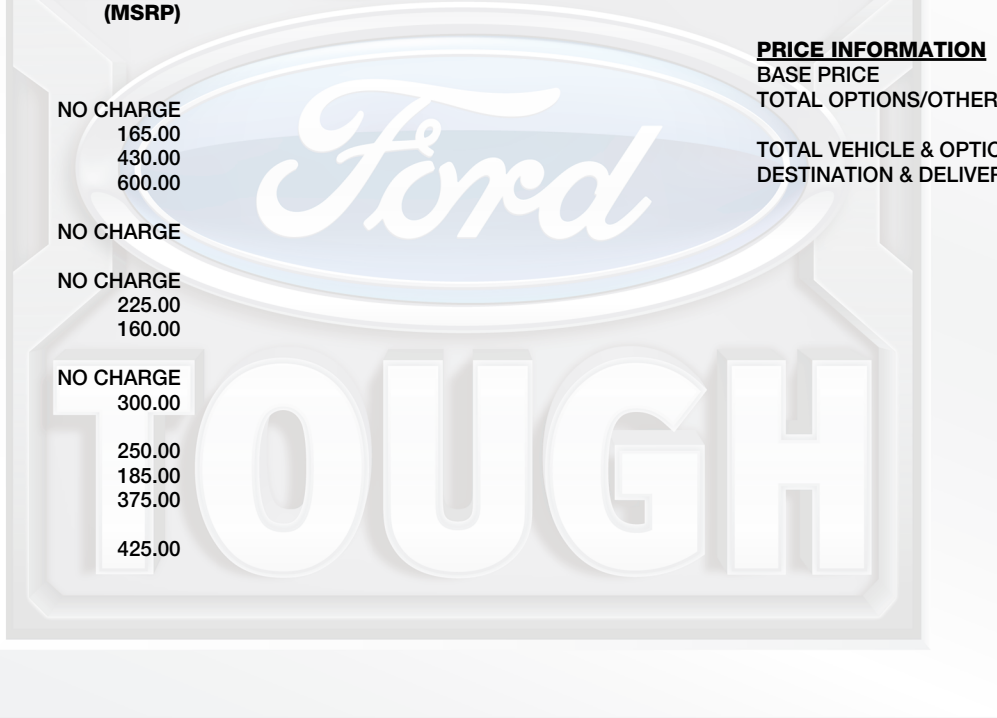 (MSRP)
NO CHARGE
165.00
430.00
600.00
NO CHARGE
NO CHARGE
225.00
160.00
NO CHARGE
300.00
250.00
185.00
375.00
425.00
PRICE INFORMATION
BASE PRICE
TOTAL OPTIONS/OTHER
TOTAL VEHICLE & OPTIO
DESTINATION & DELIVER
Ford
TOUGH